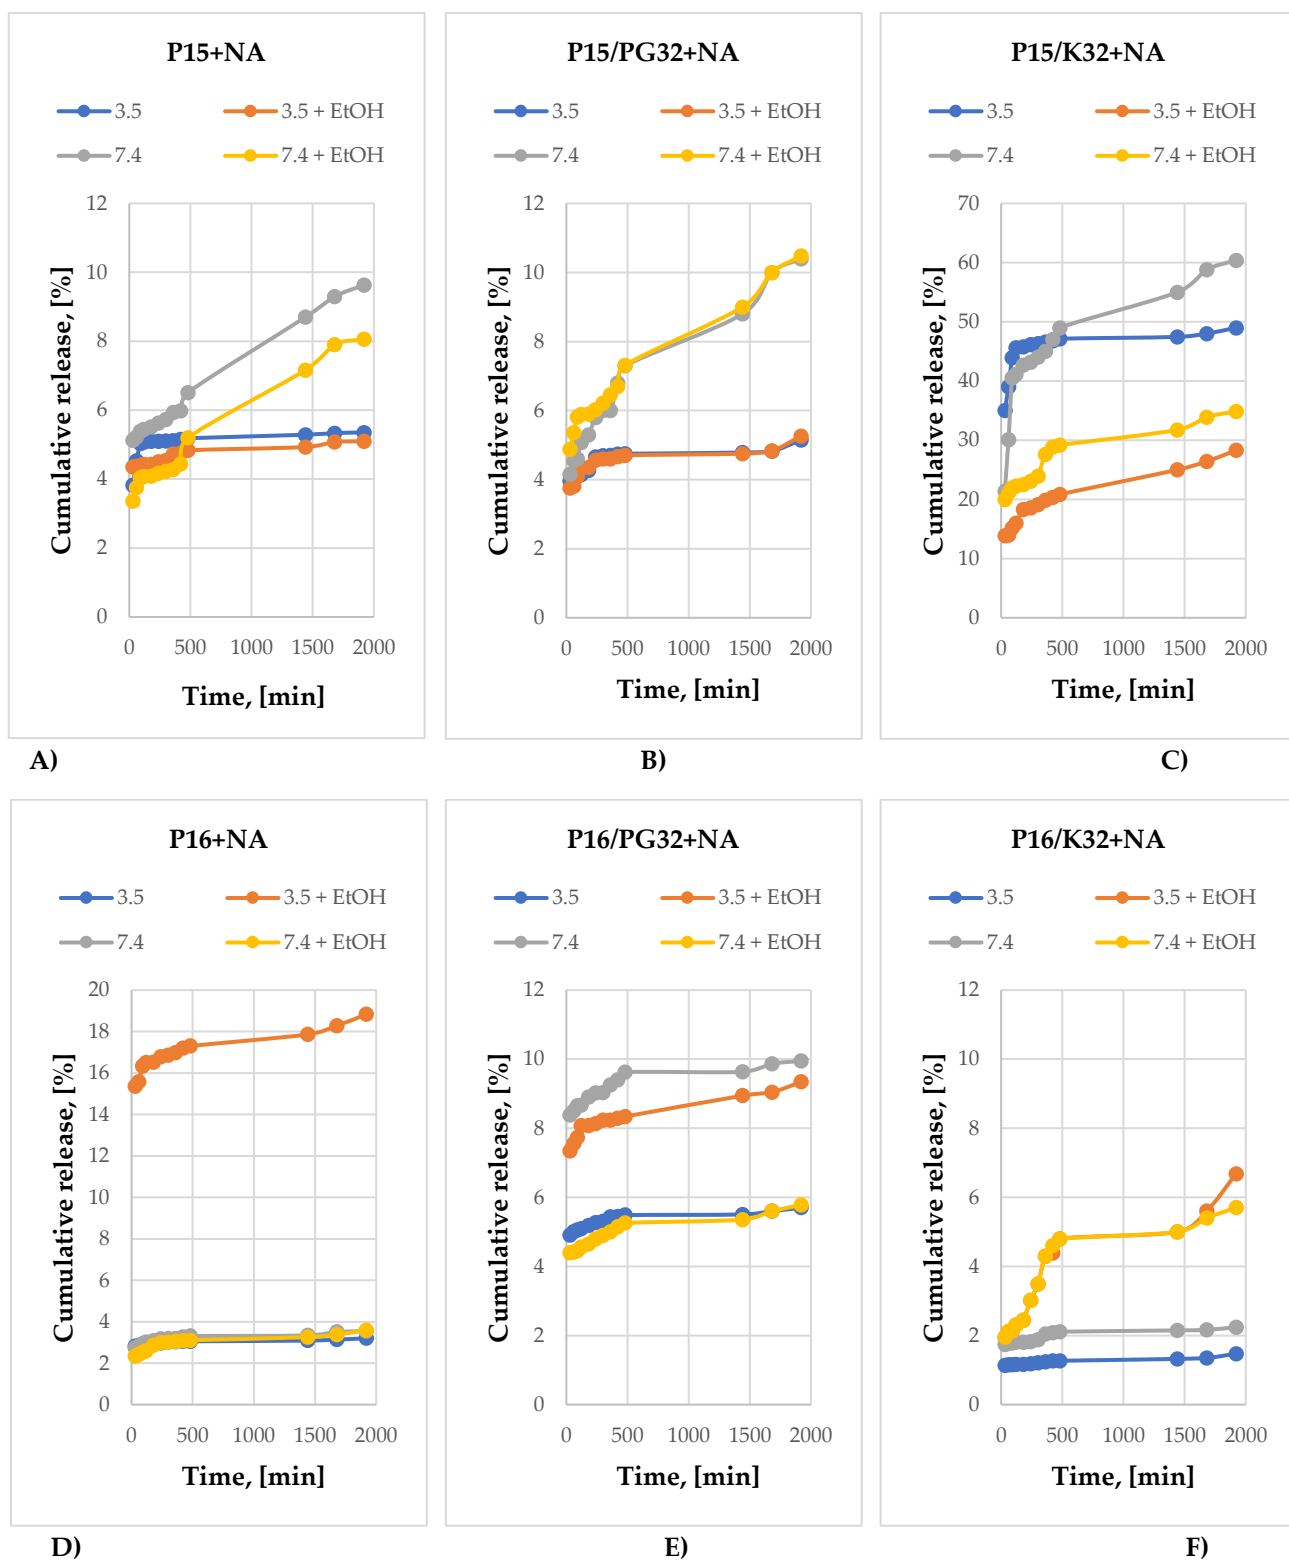 P15+NA
3.5
3.5 + EtOH
7.4
7.4 + EtOH
12
10
8
6
4
2
0
Cumulative release, [%]
0 500 1000 1500 2000
Time, [min]
A)
P15/PG32+NA
3.5
3.5 + EtOH
7.4
7.4 + EtOH
12
10
8
6
4
2
0
Cumulative release, [%]
0 500 1000 1500 2000
Time, [min]
B)
P15/K32+NA
3.5
3.5 + EtOH
7.4
7.4 + EtOH
70
60
50
40
30
20
10
0
Cumulative release, [%]
0 500 1000 1500 2000
Time, [min]
C)
P16+NA
3.5
3.5 + EtOH
7.4
7.4 + EtOH
20
18
16
14
12
10
8
6
4
2
0
Cumulative release, [%]
0 500 1000 1500 2000
Time, [min]
D)
P16/PG32+NA
3.5
3.5 + EtOH
7.4
7.4 + EtOH
12
10
8
6
4
2
0
Cumulative release, [%]
0 500 1000 1500 2000
Time, [min]
E)
P16/K32+NA
3.5
3.5 + EtOH
7.4
7.4 + EtOH
12
10
8
6
4
2
0
Cumulative release, [%]
0 500 1000 1500 2000
Time, [min]
F)